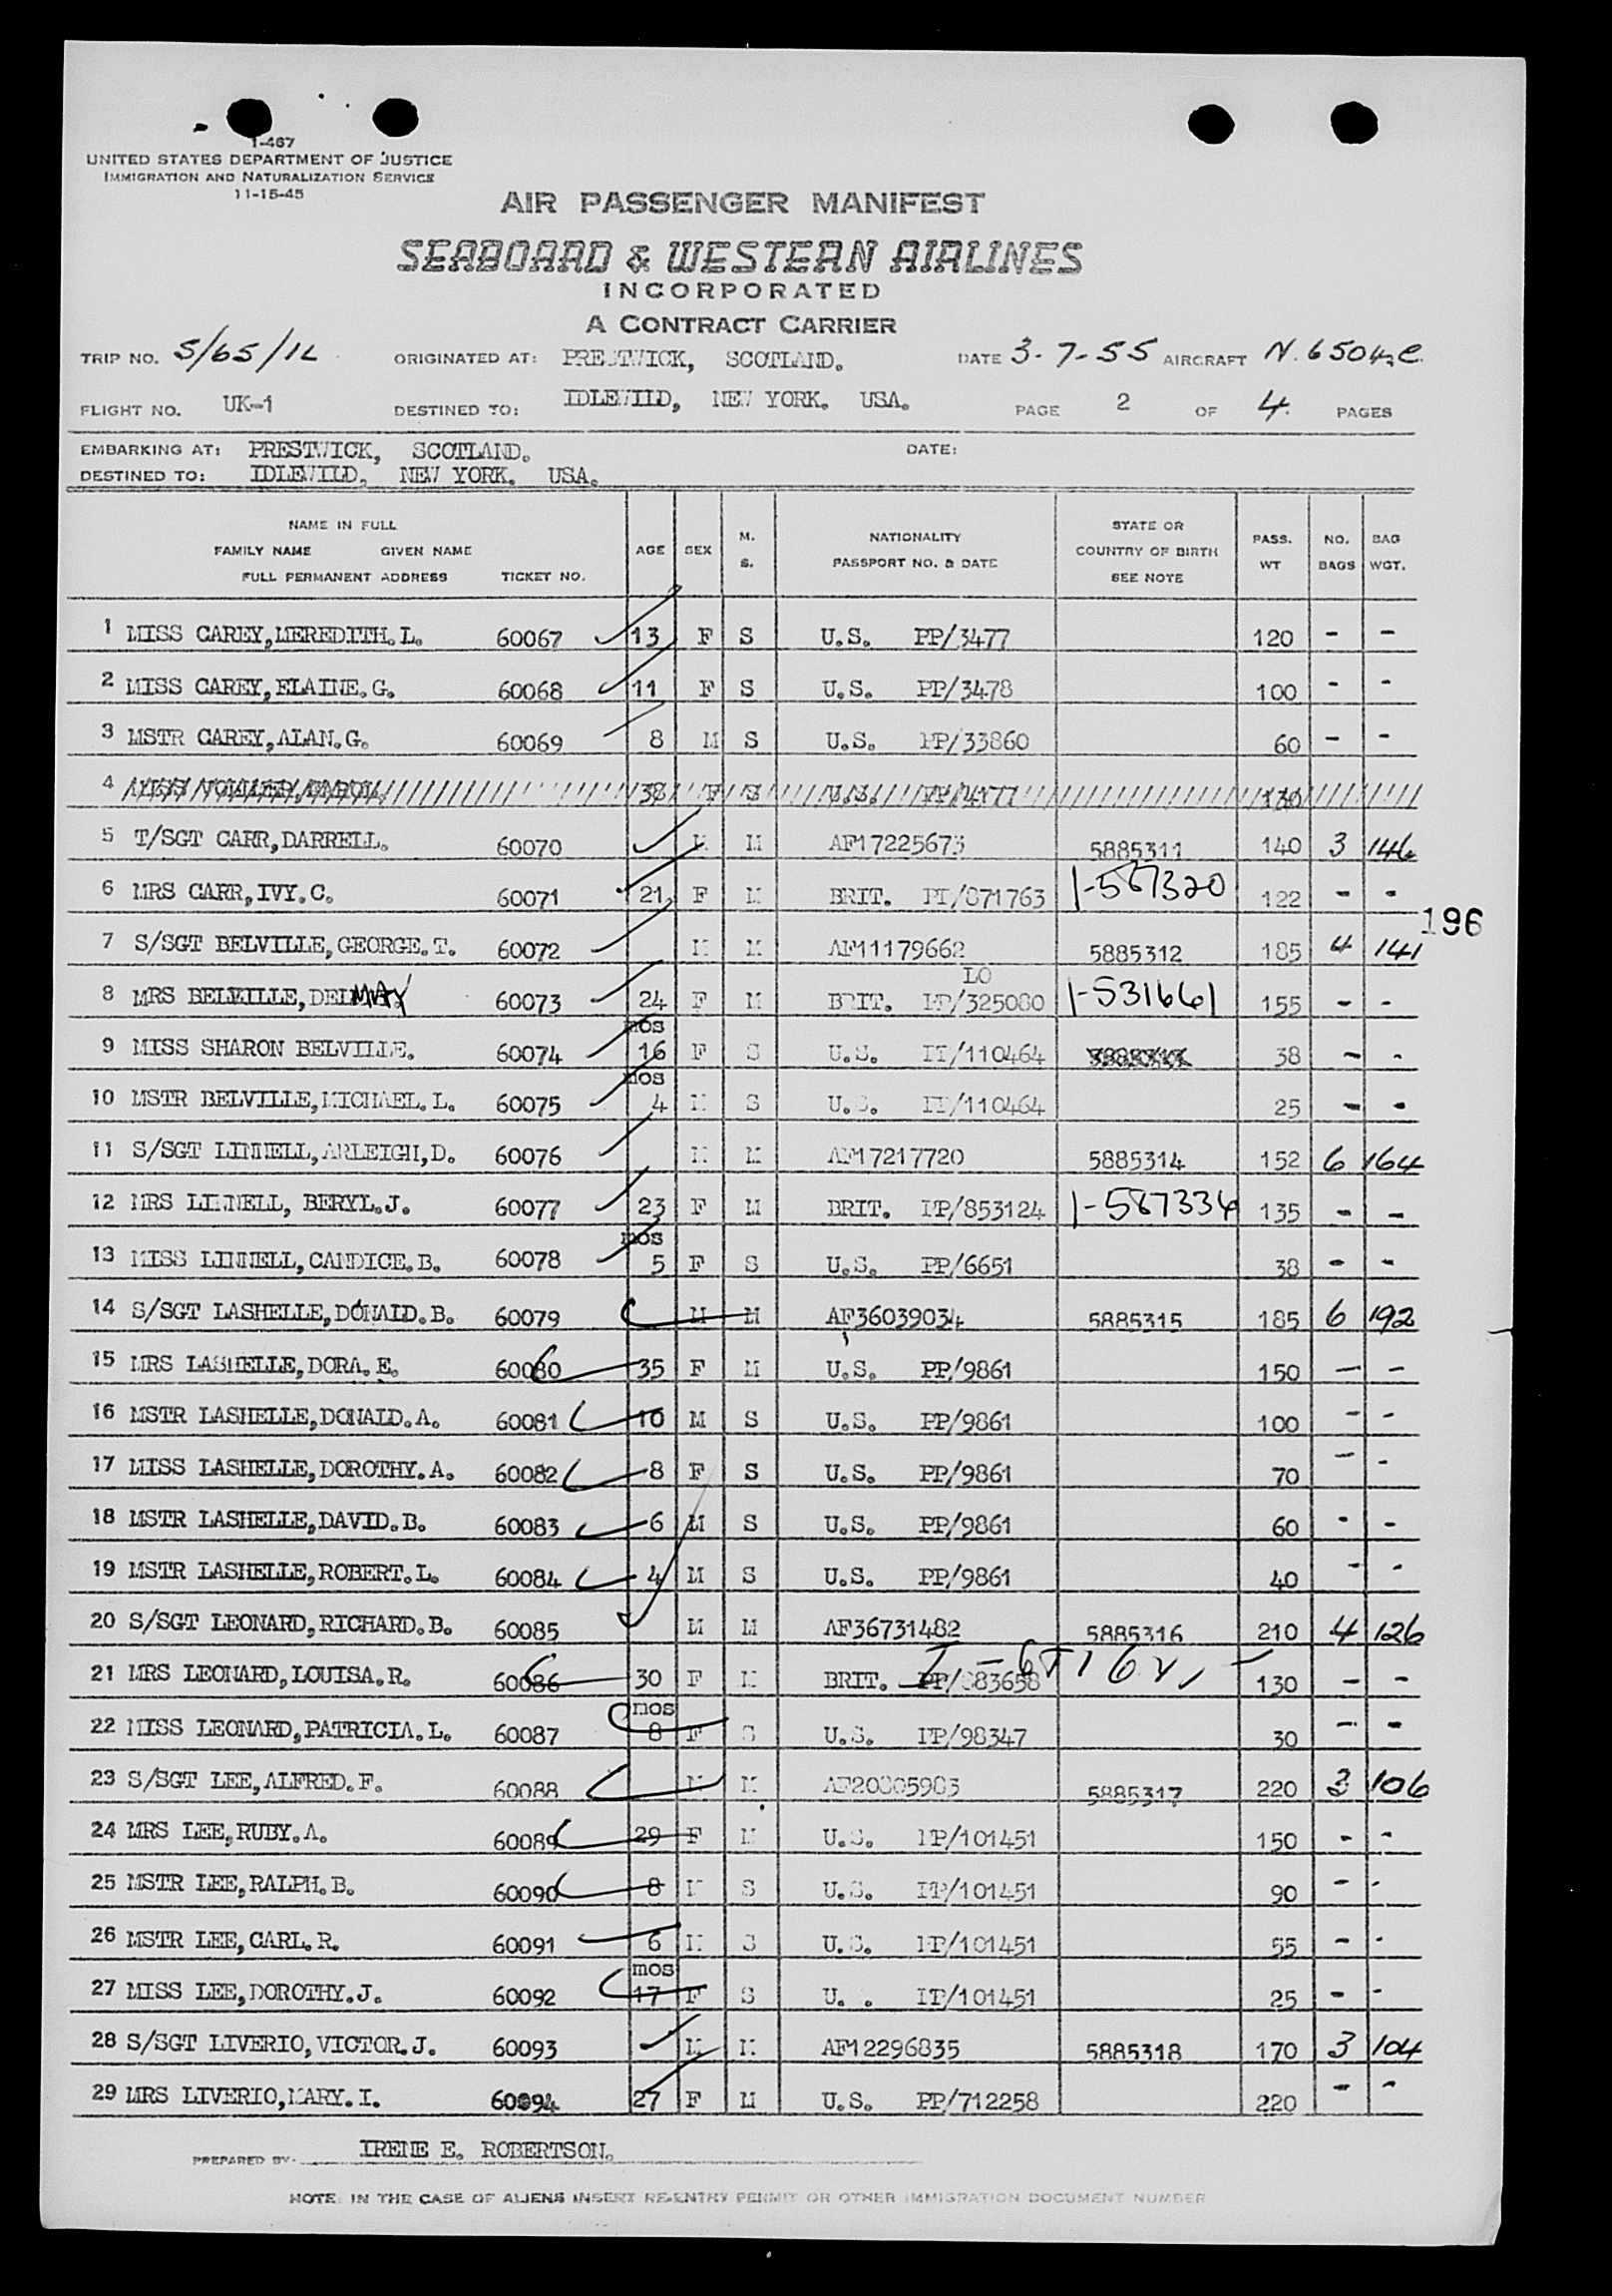 1-467
UNITED STATES DEPARTMENT OF JUSTICE
IMMIGRATION AND NATURALIZATION SERVICE
11-15-45
AIR PASSENGER MANIFEST
SEABOARD & WESTERN AIRLINES
INCORPORATED
A CONTRACT CARRIER
TRIP NO. S/65/1L ORIGINATED AT: PRESTWICK, SCOTLAND. DATE 3-7-55 AIRCRAFT N.6504.C.
FLIGHT NO. UK-1 DESTINED TO: IDLEWILD, NEW YORK. USA. PAGE 2 OF 4. PAGES
EMBARKING AT: PRESTWICK, SCOTLAND. DATE:
DESTINED TO: IDLEWILD, NEW YORK. USA.
NAME IN FULL
FAMILY NAME GIVEN NAME
FULL PERMANENT ADDRESS TICKET NO. AGE SEX M. S. NATIONALITY PASSPORT NO. & DATE STATE OR COUNTRY OF BIRTH SEE NOTE PASS. WT NO. BAGS BAG WGT.
1 MISS CAREY,MEREDITH.L. 60067 13 F S U.S. PP/3477 120 - -
2 MISS CAREY,ELAINE.G. 60068 11 F S U.S. PP/3478 100 - -
3 MSTR CAREY,ALAN.G. 60069 8 M S U.S. PP/33860 60 - -
4 38 F S U.S. PP/4177 130
5 T/SGT CARR,DARRELL. 60070 M M AF17225673 5885311 140 3 146
6 MRS CARR,IVY.C. 60071 21 F M BRIT. PP/871763 1-587320 122 - -
196
7 S/SGT BELVILLE,GEORGE.T. 60072 M M AF11179662 5885312 185 4 141
LO
8 MRS BELVILLE,DELMAY 60073 24 F M BRIT. PP/325080 1-531661 155 - -
mos
9 MISS SHARON BELVILLE. 60074 16 F S U.S. PP/110464 38 - -
mos
10 MSTR BELVILLE,MICHAEL.L. 60075 4 M S U.S. PP/110464 25 - -
11 S/SGT LINNELL,ARLEIGH,D. 60076 M M AF17217720 5885314 152 6 164
12 MRS LINNELL, BERYL.J. 60077 23 F M BRIT. PP/853124 1-587334 135 - -
mos
13 MISS LINNELL,CANDICE.B. 60078 5 F S U.S. PP/6651 38 - -
14 S/SGT LASHELLE,DONALD.B. 60079 M M AF36039034 5885315 185 6 192
15 MRS LASHELLE,DORA.E. 60080 35 F M U.S. PP/9861 150 - -
16 MSTR LASHELLE,DONALD.A. 60081 10 M S U.S. PP/9861 100 - -
17 MISS LASHELLE,DOROTHY.A. 60082 8 F S U.S. PP/9861 70 - -
18 MSTR LASHELLE,DAVID.B. 60083 6 M S U.S. PP/9861 60 - -
19 MSTR LASHELLE,ROBERT.L. 60084 4 M S U.S. PP/9861 40 - -
20 S/SGT LEONARD,RICHARD.B. 60085 M M AF36731482 5885316 210 4 126
21 MRS LEONARD,LOUISA.R. 60086 30 F M BRIT. PP/883658 130 - -
mos
22 MISS LEONARD,PATRICIA.L. 60087 8 F S U.S. PP/98347 30 - -
23 S/SGT LEE,ALFRED.F. 60088 M M AF20805983 5885317 220 3 106
24 MRS LEE,RUBY.A. 60089 29 F M U.S. PP/101451 150 - -
25 MSTR LEE,RALPH.B. 60090 8 M S U.S. PP/101451 90 - -
26 MSTR LEE,CARL.R. 60091 6 M S U.S. PP/101451 55 - -
mos
27 MISS LEE,DOROTHY.J. 60092 17 F S U. . PP/101451 25 - -
28 S/SGT LIVERIO,VICTOR.J. 60093 M M AF12296835 5885318 170 3 104
29 MRS LIVERIO,MARY.I. 60094 27 F M U.S. PP/712258 220 - -
PREPARED BY- IRENE E. ROBERTSON.
NOTE: IN THE CASE OF ALIENS INSERT RE-ENTRY PERMIT OR OTHER IMMIGRATION DOCUMENT NUMBER